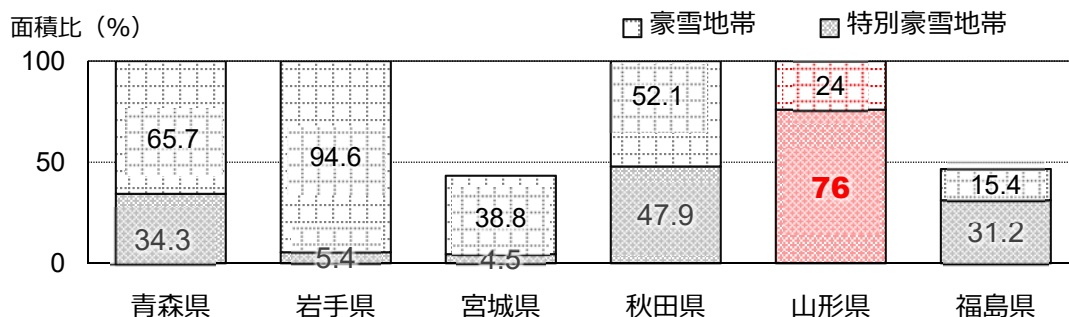 面積比（%）
豪雪地帯 特別豪雪地帯
100
65.7 94.6 52.1 24
50
38.8 76 15.4
34.3 5.4 4.5 47.9 31.2
0
青森県 岩手県 宮城県 秋田県 山形県 福島県